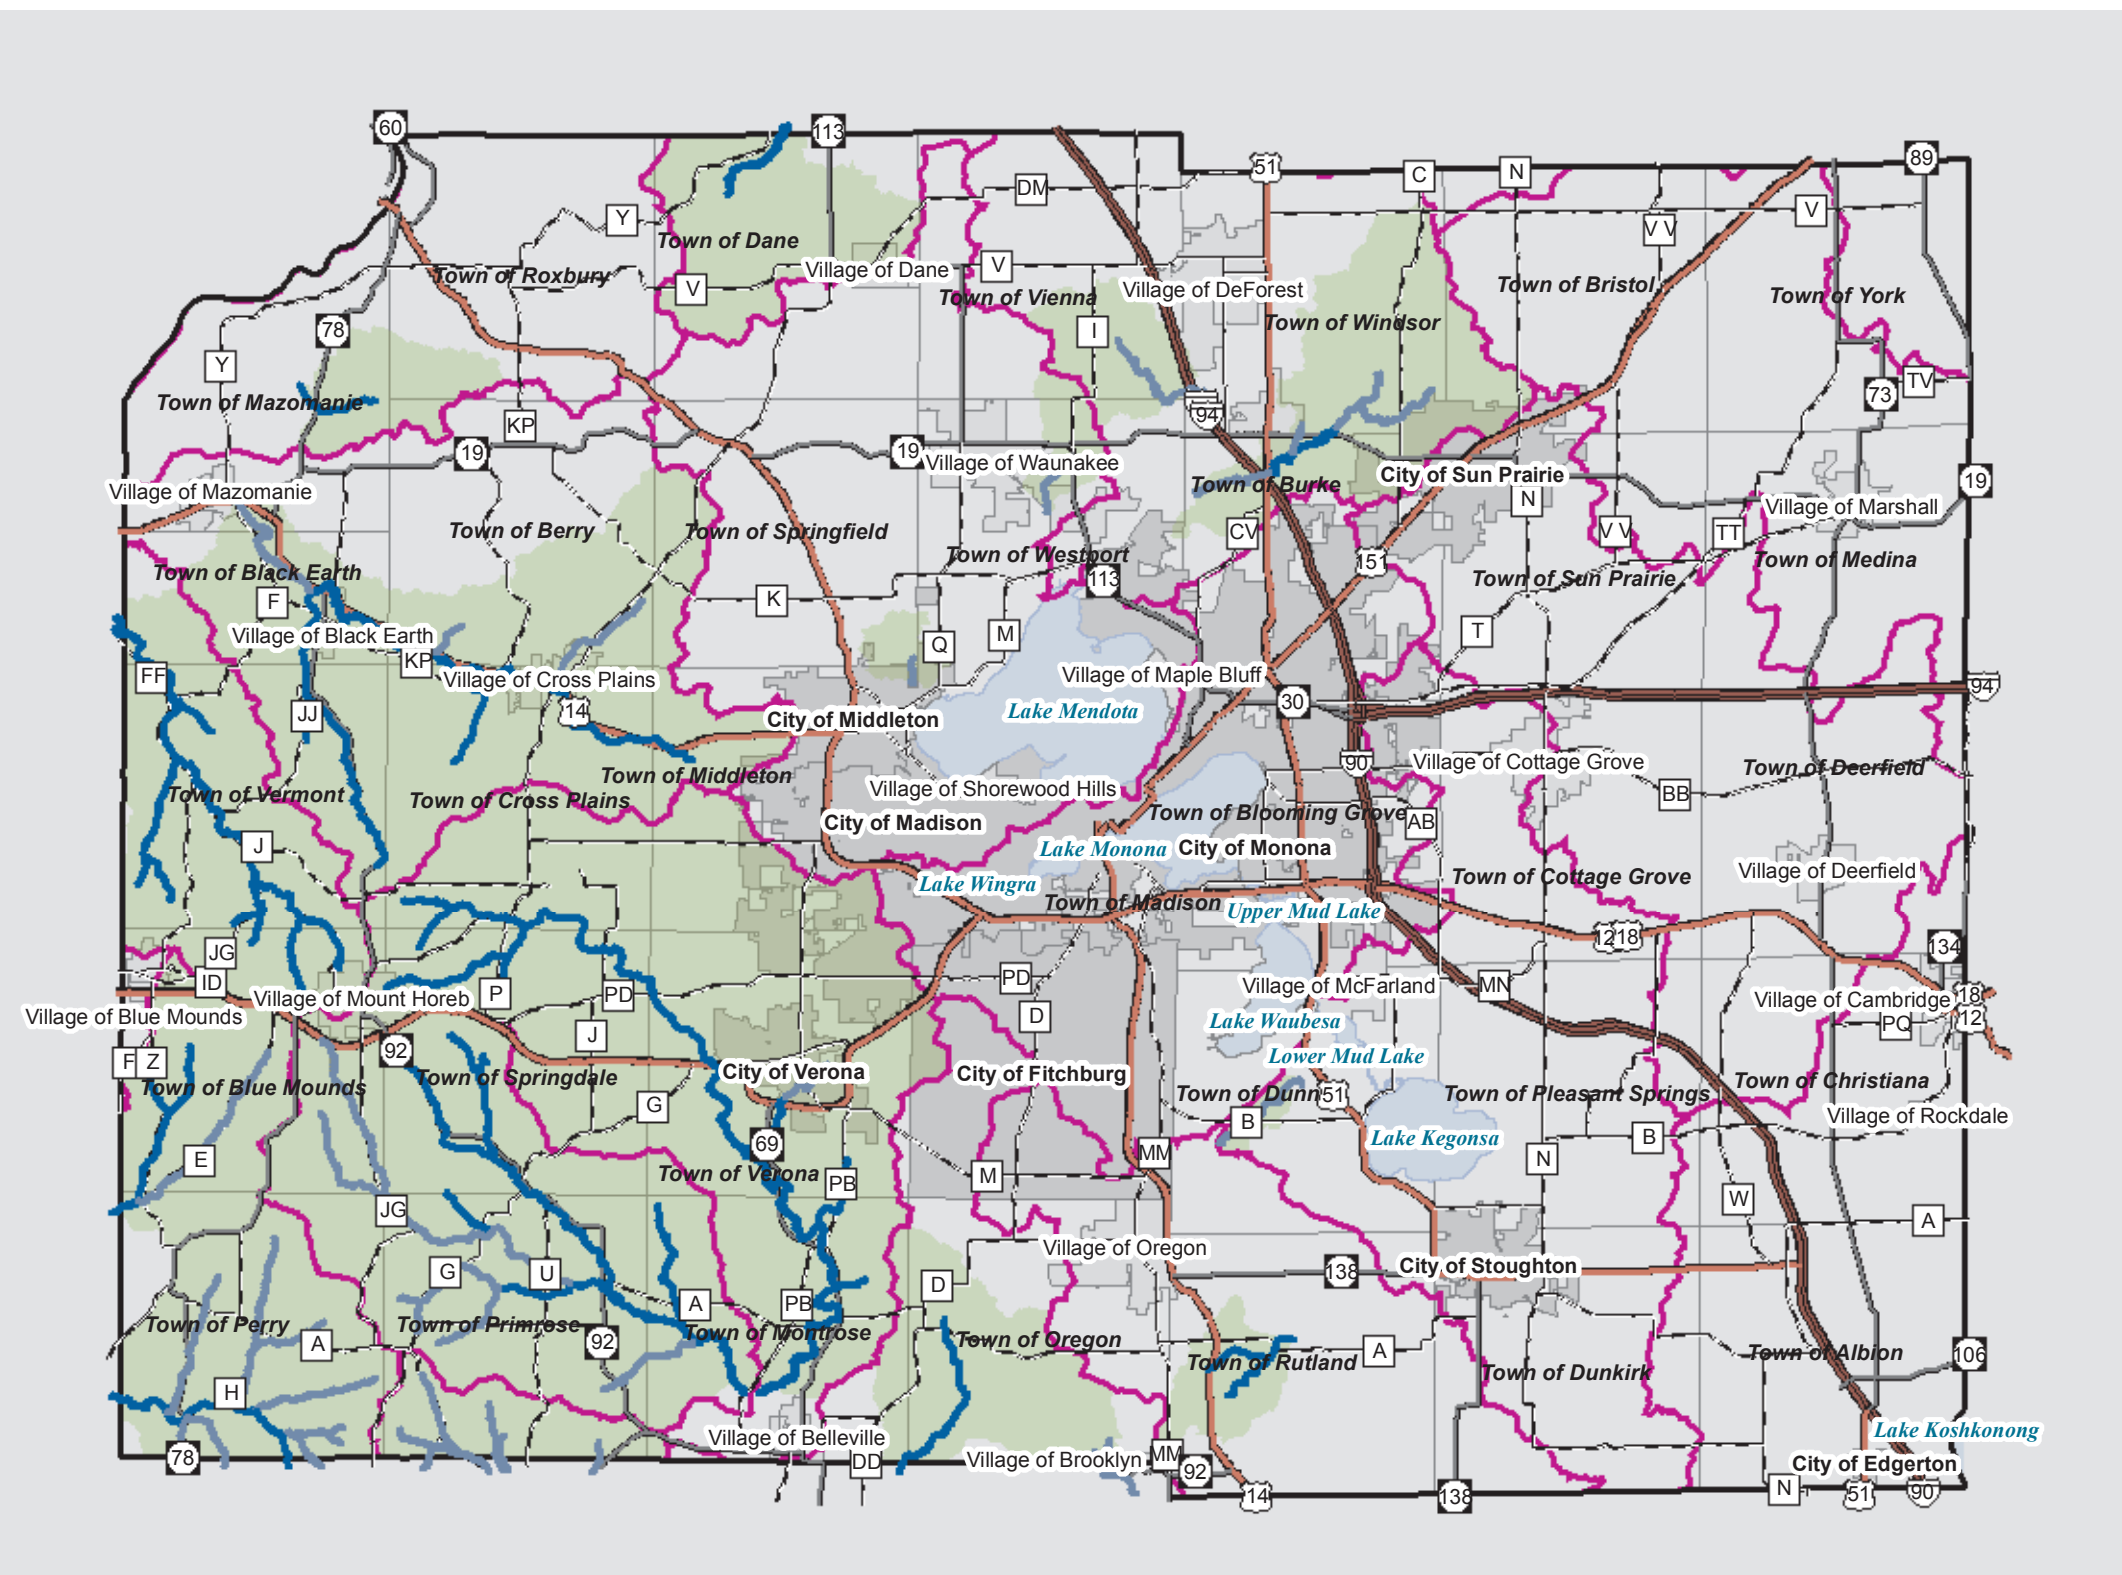 60
113
51
C
N
89
DM
Y
V
V V
Town of Dane
Village of Dane
V
Town of Roxbury
V
Town of Vienna
Village of DeForest
Town of Bristol
Town of York
78
I
Town of Windsor
Y
TV
73
Town of Mazomanie
KP
94
19
19
Village of Waunakee
City of Sun Prairie
19
Village of Mazomanie
Town of Burke
N
Village of Marshall
Town of Berry
Town of Springfield
CV
V V
TT
Town of Westport
151
Town of Medina
Town of Black Earth
113
Town of Sun Prairie
F
K
Village of Black Earth
M
T
Q
KP
FF
Village of Cross Plains
Village of Maple Bluff
94
JJ
14
City of Middleton
Lake Mendota
30
90
Village of Cottage Grove
Town of Deerfield
Town of Middleton
Town of Vermont
Town of Cross Plains
Village of Shorewood Hills
BB
Town of Blooming Grove
AB
City of Madison
J
Lake Monona
City of Monona
Village of Deerfield
Lake Wingra
Town of Cottage Grove
Town of Madison
Upper Mud Lake
1218
134
JG
ID
PD
MN
Village of McFarland
P
PD
Village of Mount Horeb
Village of Cambridge
18
Village of Blue Mounds
D
Lake Waubesa
PQ
12
J
92
F
Z
Lower Mud Lake
City of Verona
City of Fitchburg
Town of Springdale
Town of Blue Mounds
Town of Christiana
Town of Dunn
51
Town of Pleasant Springs
G
Village of Rockdale
B
69
Lake Kegonsa
B
MM
E
N
Town of Verona
M
PB
W
JG
A
Village of Oregon
City of Stoughton
G
U
138
D
A
PB
Town of Perry
Town of Primrose
Town of Montrose
Town of Oregon
A
92
A
Town of Rutland
Town of Albion
106
Town of Dunkirk
H
Lake Koshkonong
Village of Belleville
78
DD
Village of Brooklyn
MM
92
City of Edgerton
14
138
N
51
90